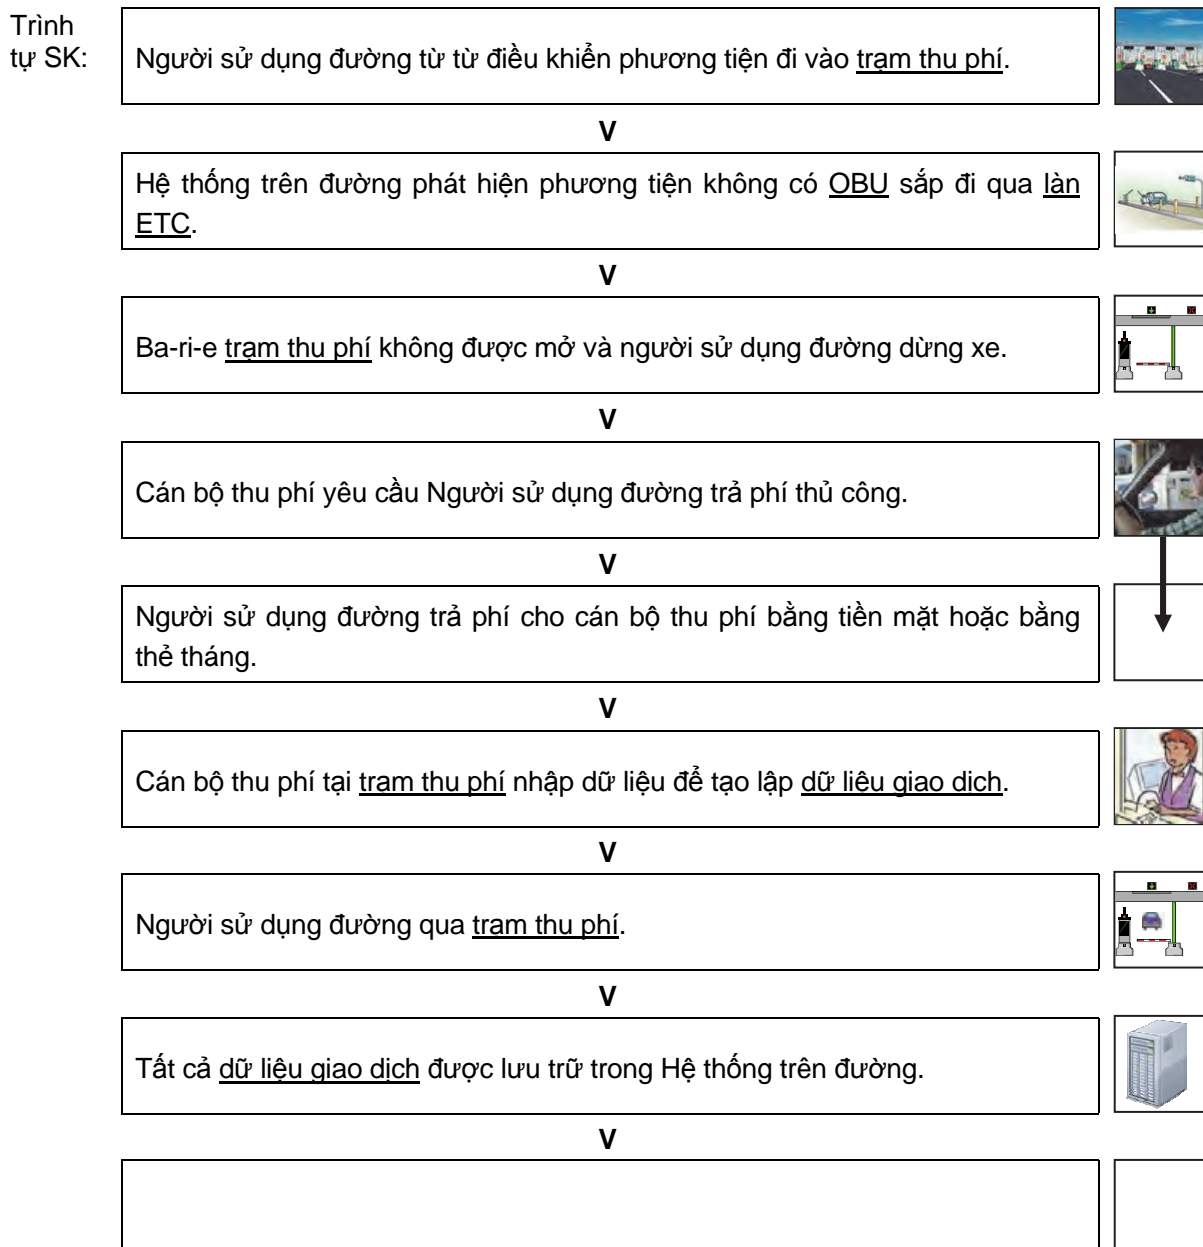 Trình
tự SK:
Người sử dụng đường từ từ điều khiển phương tiện đi vào trạm thu phí.
V
Hệ thống trên đường phát hiện phương tiện không có OBU sắp đi qua làn
ETC.
V
Ba-ri-e trạm thu phí không được mở và người sử dụng đường dừng xe.
V
Cán bộ thu phí yêu cầu Người sử dụng đường trả phí thủ công.
V
Người sử dụng đường trả phí cho cán bộ thu phí bằng tiền mặt hoặc bằng
thẻ tháng.
V
Cán bộ thu phí tại trạm thu phí nhập dữ liệu để tạo lập dữ liệu giao dịch.
V
Người sử dụng đường qua trạm thu phí.
V
Tất cả dữ liệu giao dịch được lưu trữ trong Hệ thống trên đường.
V